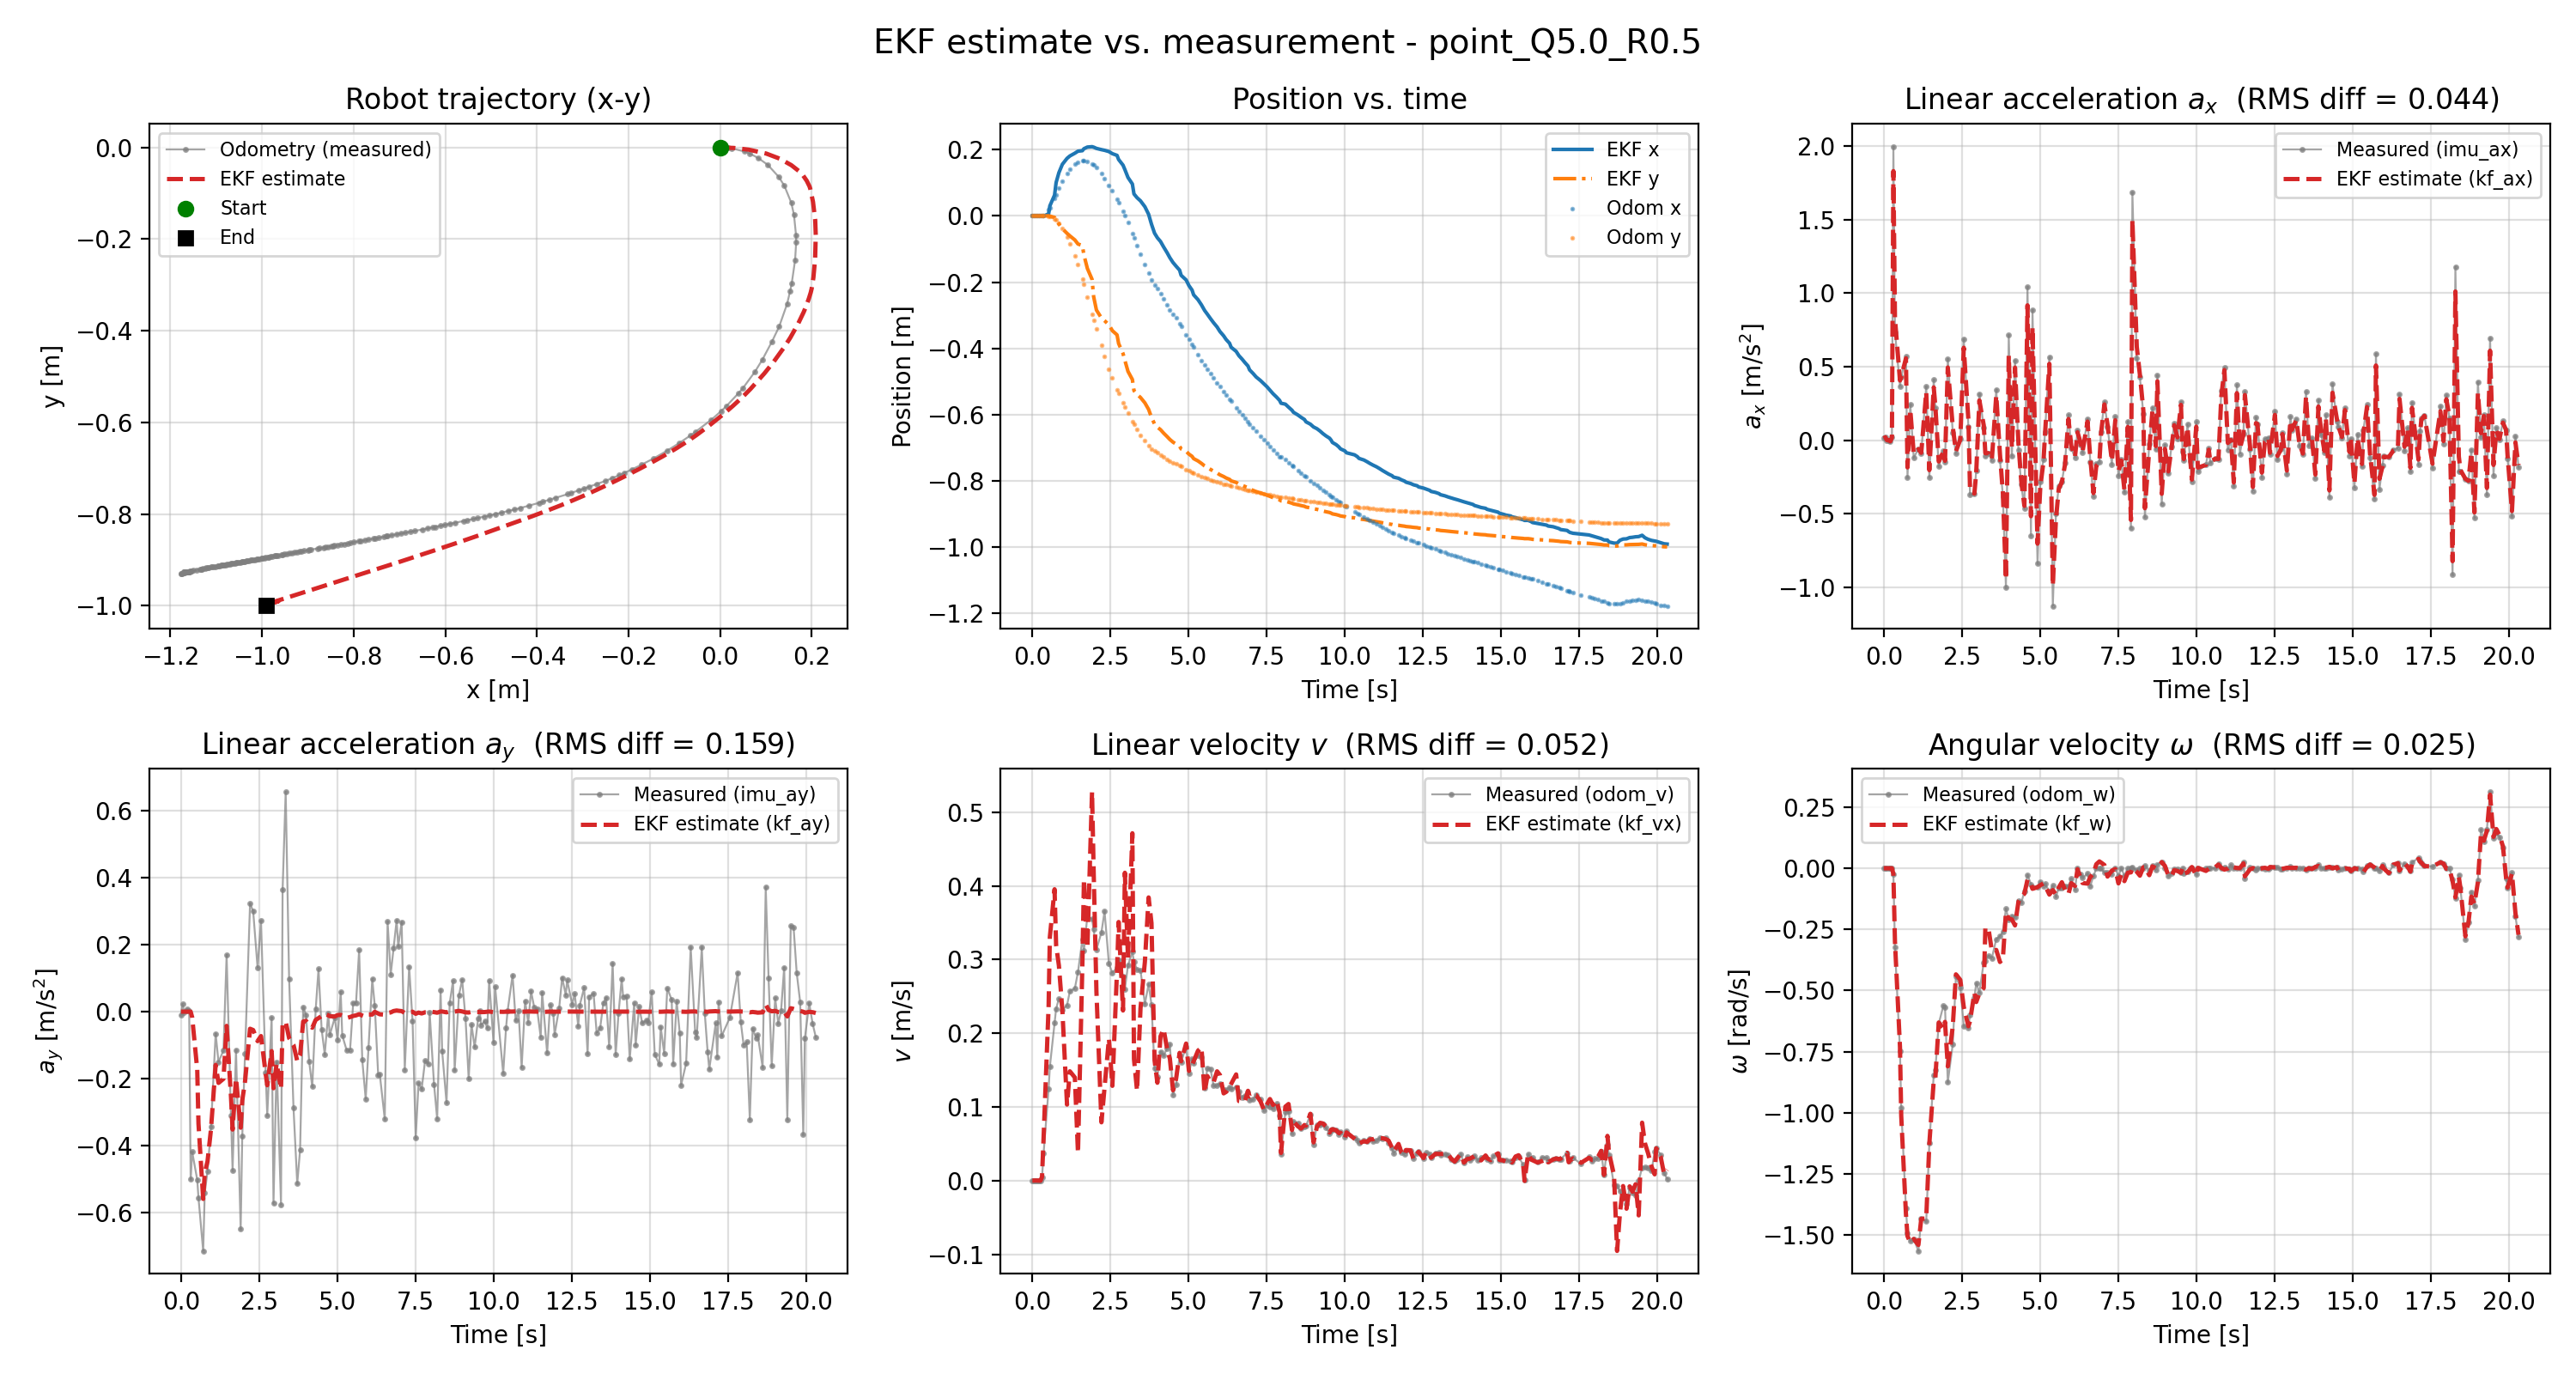 EKF estimate vs. measurement - point_Q5.0_R0.5
Robot trajectory (x-y)
Odometry (measured)
EKF estimate
Start
End
0.0
−0.2
−0.4
−0.6
−0.8
−1.0
y [m]
−1.2 −1.0 −0.8 −0.6 −0.4 −0.2 0.0 0.2
x [m]
Position vs. time
EKF x
EKF y
Odom x
Odom y
0.2
0.0
−0.2
−0.4
−0.6
−0.8
−1.0
−1.2
Position [m]
0.0 2.5 5.0 7.5 10.0 12.5 15.0 17.5 20.0
Time [s]
Linear acceleration aₓ (RMS diff = 0.044)
Measured (imu_ax)
EKF estimate (kf_ax)
2.0
1.5
1.0
0.5
0.0
−0.5
−1.0
aₓ [m/s²]
0.0 2.5 5.0 7.5 10.0 12.5 15.0 17.5 20.0
Time [s]
Linear acceleration a_y (RMS diff = 0.159)
Measured (imu_ay)
EKF estimate (kf_ay)
0.6
0.4
0.2
0.0
−0.2
−0.4
−0.6
a_y [m/s²]
0.0 2.5 5.0 7.5 10.0 12.5 15.0 17.5 20.0
Time [s]
Linear velocity v (RMS diff = 0.052)
Measured (odom_v)
EKF estimate (kf_vx)
0.5
0.4
0.3
0.2
0.1
0.0
−0.1
v [m/s]
0.0 2.5 5.0 7.5 10.0 12.5 15.0 17.5 20.0
Time [s]
Angular velocity ω (RMS diff = 0.025)
Measured (odom_w)
EKF estimate (kf_w)
0.25
0.00
−0.25
−0.50
−0.75
−1.00
−1.25
−1.50
ω [rad/s]
0.0 2.5 5.0 7.5 10.0 12.5 15.0 17.5 20.0
Time [s]